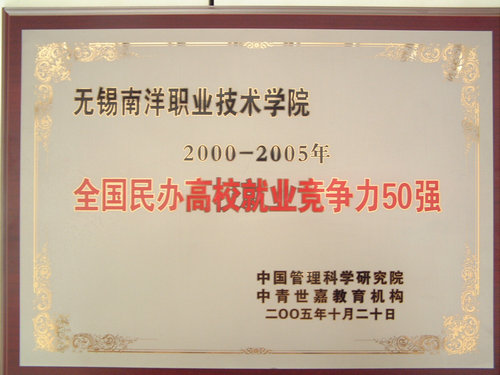 无锡南洋职业技术学院
2000-2005年
全国民办高校就业竞争力50强
中国管理科学研究院
中青世嘉教育机构
二〇〇五年十月二十日